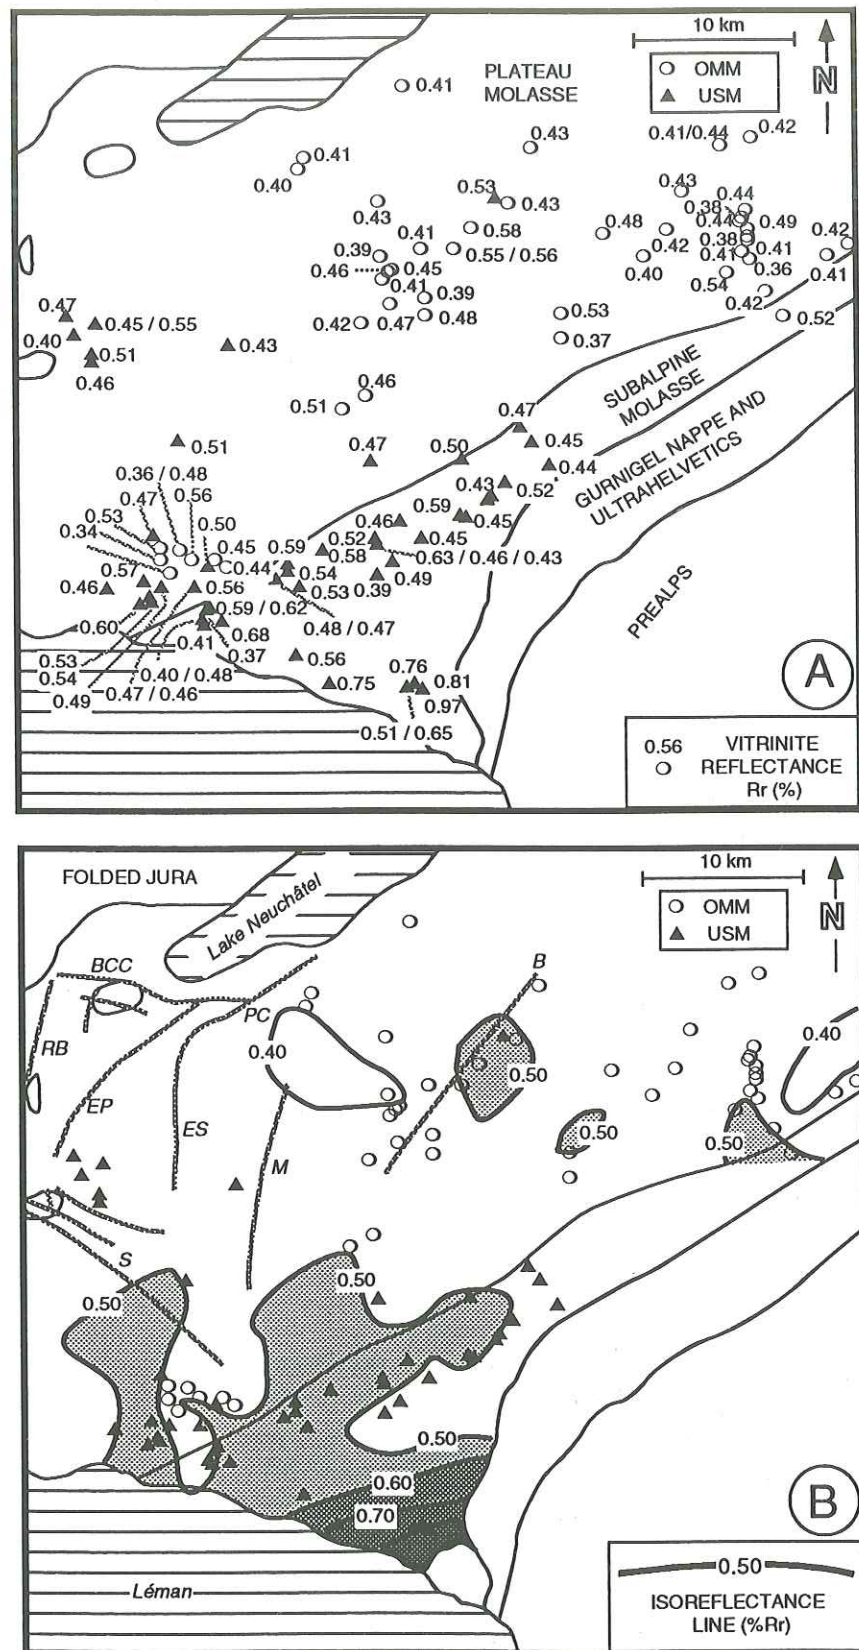 10 km
PLATEAU
MOLASSE
OMM
USM
N
0.41
0.43
0.41/0.44
0.42
0.41
0.40
0.53
0.43
0.43
0.43
0.44
0.38
0.44
0.49
0.58
0.48
0.42
0.38
0.42
0.41
0.39
0.55 / 0.56
0.41
0.46
0.45
0.40
0.41
0.36
0.41
0.54
0.39
0.42
0.47
0.48
0.53
0.42
0.52
0.47
0.45 / 0.55
0.40
0.51
0.43
0.37
0.46
0.46
0.51
SUBALPINE
MOLASSE
0.47
0.51
0.47
0.50
0.45
0.44
GURNIGEL NAPPE AND
ULTRAHELVETICS
0.36 / 0.48
0.47
0.56
0.43
0.52
0.53
0.50
0.59
0.45
0.34
0.46
0.45
0.59
0.52
0.45
0.58
0.63 / 0.46 / 0.43
0.57
0.44
0.54
0.49
0.46
0.56
0.53
0.39
0.59 / 0.62
0.48 / 0.47
PREALPS
0.60
0.41
0.68
0.37
0.56
0.53
0.54
0.40 / 0.48
0.76
0.75
0.81
0.49
0.47 / 0.46
0.97
0.51 / 0.65
A
0.56
VITRINITE
REFLECTANCE
Rr (%)
FOLDED JURA
Lake Neuchâtel
10 km
OMM
USM
N
BCC
B
PC
RB
0.40
0.40
0.50
EP
ES
M
0.50
0.50
S
0.50
0.50
0.50
0.60
0.70
B
Léman
0.50
ISOREFLECTANCE
LINE (%Rr)